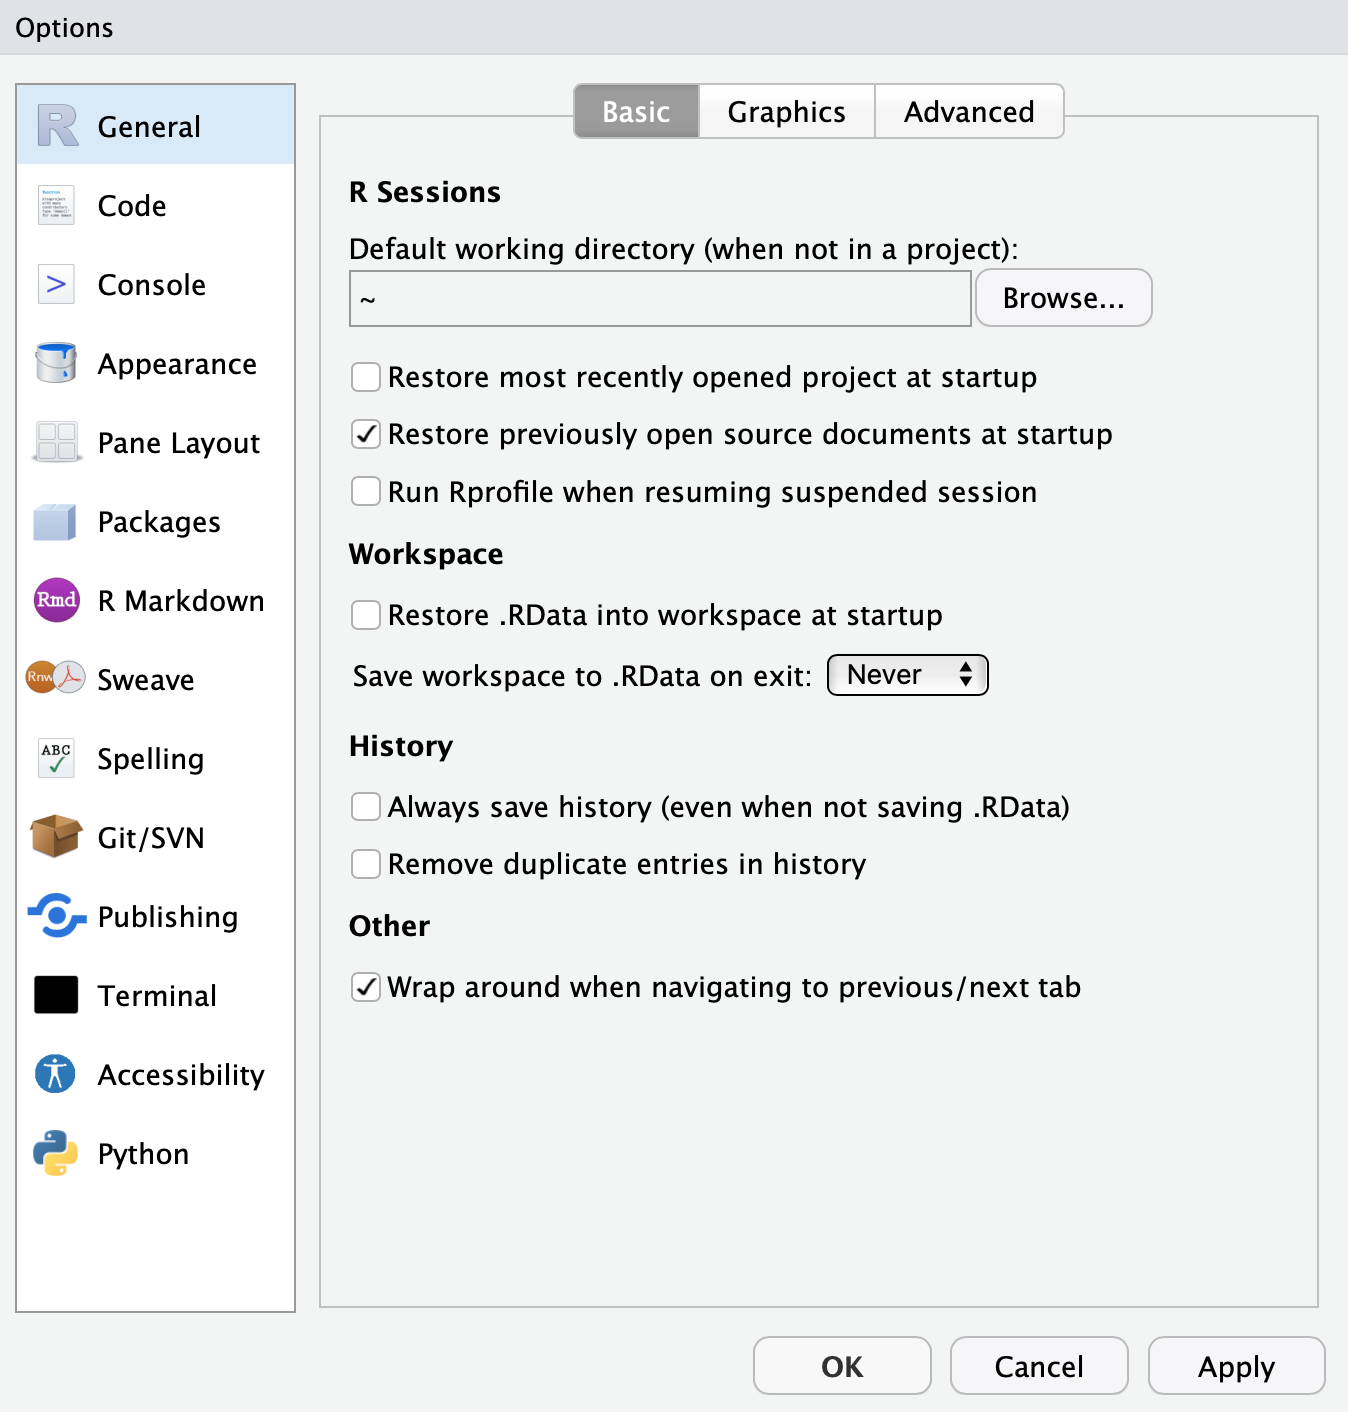 Options
General
Code
Console
Appearance
Pane Layout
Packages
Rmd
R Markdown
Rnw
Sweave
ABC
Spelling
Git/SVN
Publishing
Terminal
Accessibility
Python
Basic
Graphics
Advanced
R Sessions
Default working directory (when not in a project):
~
Browse...
Restore most recently opened project at startup
Restore previously open source documents at startup
Run Rprofile when resuming suspended session
Workspace
Restore .RData into workspace at startup
Save workspace to .RData on exit:
Never
History
Always save history (even when not saving .RData)
Remove duplicate entries in history
Other
Wrap around when navigating to previous/next tab
OK
Cancel
Apply